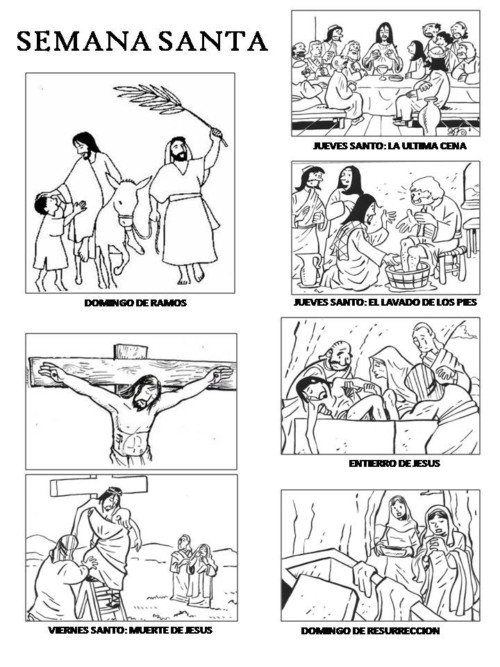 SEMANA SANTA
DOMINGO DE RAMOS
JUEVES SANTO: LA ULTIMA CENA
JUEVES SANTO: EL LAVADO DE LOS PIES
VIERNES SANTO: MUERTE DE JESUS
ENTIERRO DE JESUS
DOMINGO DE RESURRECCION